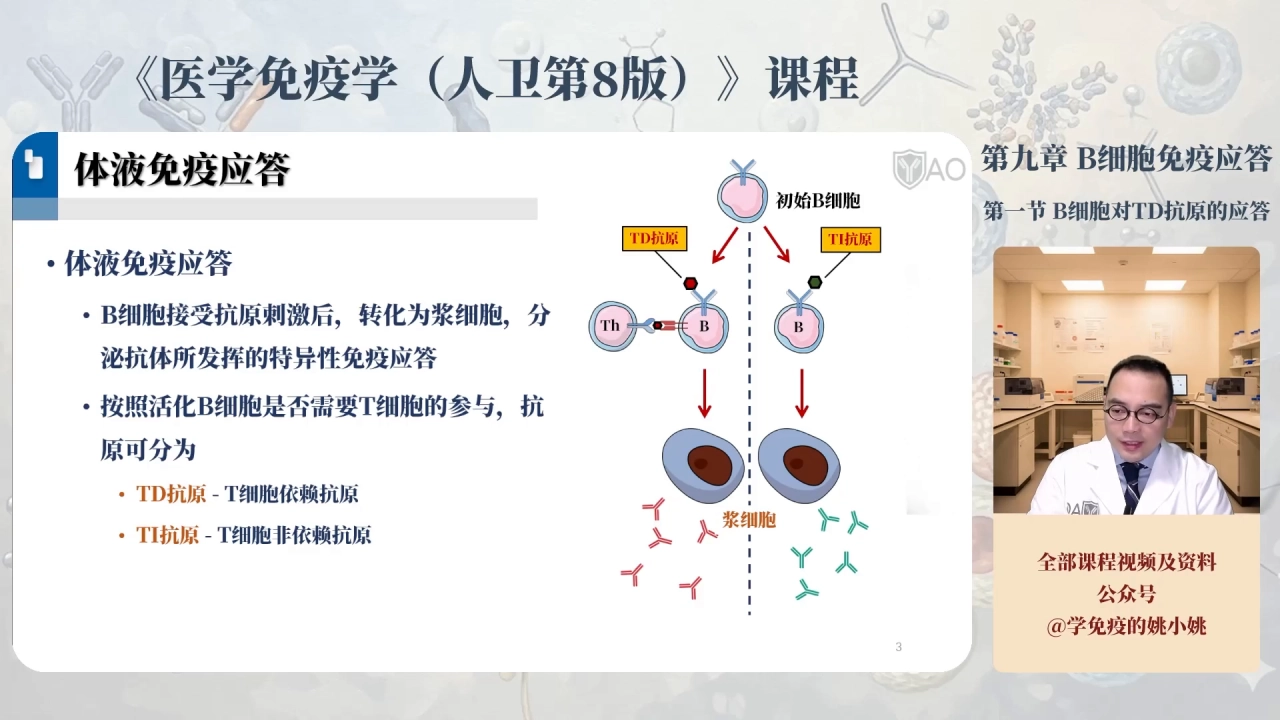 《医学免疫学（人卫第8版）》课程
体液免疫应答
AO
• 体液免疫应答
• B细胞接受抗原刺激后，转化为浆细胞，分
泌抗体所发挥的特异性免疫应答
• 按照活化B细胞是否需要T细胞的参与，抗
原可分为
• TD抗原 - T细胞依赖抗原
• TI抗原 - T细胞非依赖抗原
初始B细胞
TD抗原
TI抗原
Th
B
B
浆细胞
3
第九章 B细胞免疫应答
第一节 B细胞对TD抗原的应答
全部课程视频及资料
公众号
@学免疫的姚小姚